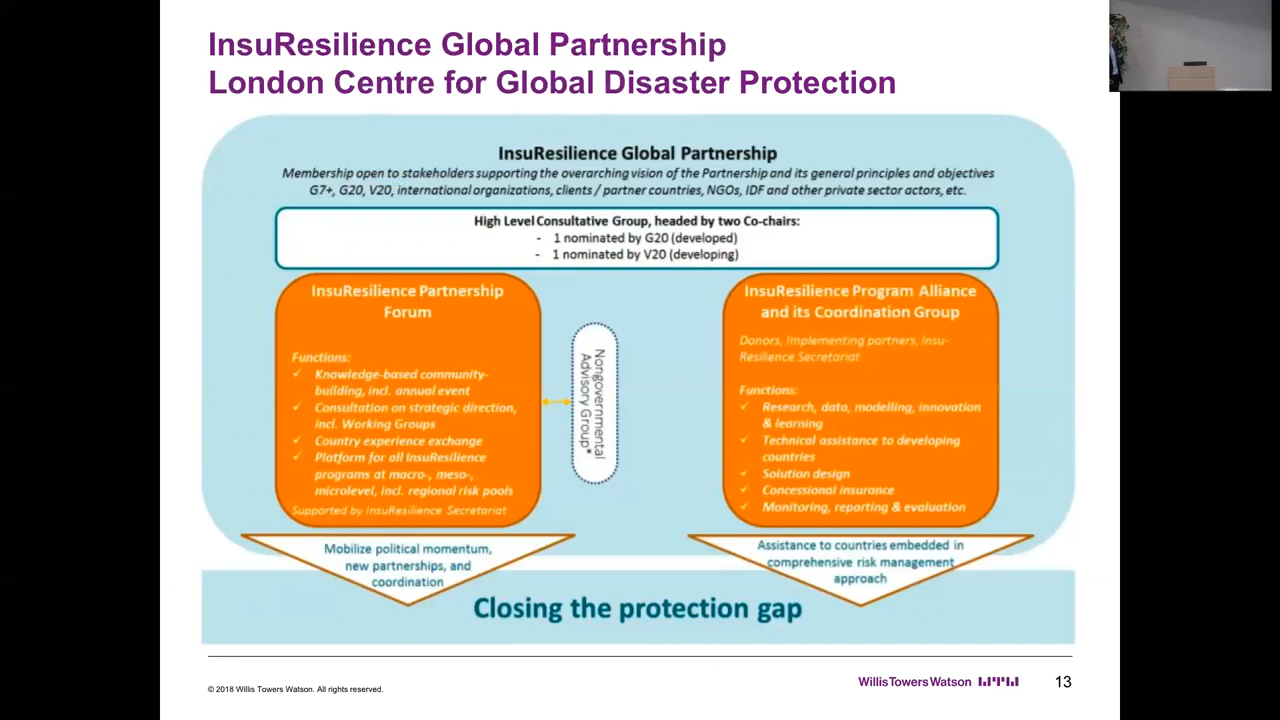 InsuResilience Global Partnership
London Centre for Global Disaster Protection
InsuResilience Global Partnership
Membership open to stakeholders supporting the overarching vision of the Partnership and its general principles and objectives
G7+, G20, V20, international organizations, clients / partner countries, NGOs, IDF and other private sector actors, etc.
High Level Consultative Group, headed by two Co-chairs:
- 1 nominated by G20 (developed)
- 1 nominated by V20 (developing)
InsuResilience Partnership
Forum
Functions:
✓ Knowledge-based community-
building, incl. annual event
✓ Consultation on strategic direction,
incl. Working Groups
✓ Country experience exchange
✓ Platform for all InsuResilience
programs at macro-, meso-,
microlevel, incl. regional risk pools
Supported by InsuResilience Secretariat
Nongovernmental
Advisory Group*
InsuResilience Program Alliance
and its Coordination Group
Donors, Implementing partners, Insu-
Resilience Secretariat
Functions:
✓ Research, data, modelling, innovation
& learning
✓ Technical assistance to developing
countries
✓ Solution design
✓ Concessional insurance
✓ Monitoring, reporting & evaluation
Mobilize political momentum,
new partnerships, and
coordination
Assistance to countries embedded in
comprehensive risk management
approach
Closing the protection gap
© 2018 Willis Towers Watson. All rights reserved.
WillisTowersWatson
13